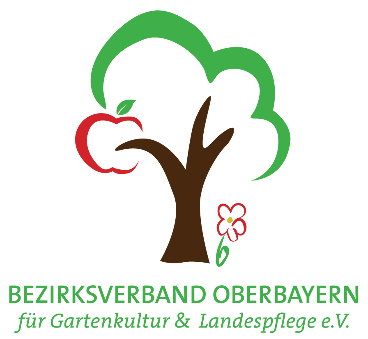 BEZIRKSVERBAND OBERBAYERN
für Gartenkultur & Landespflege e.V.